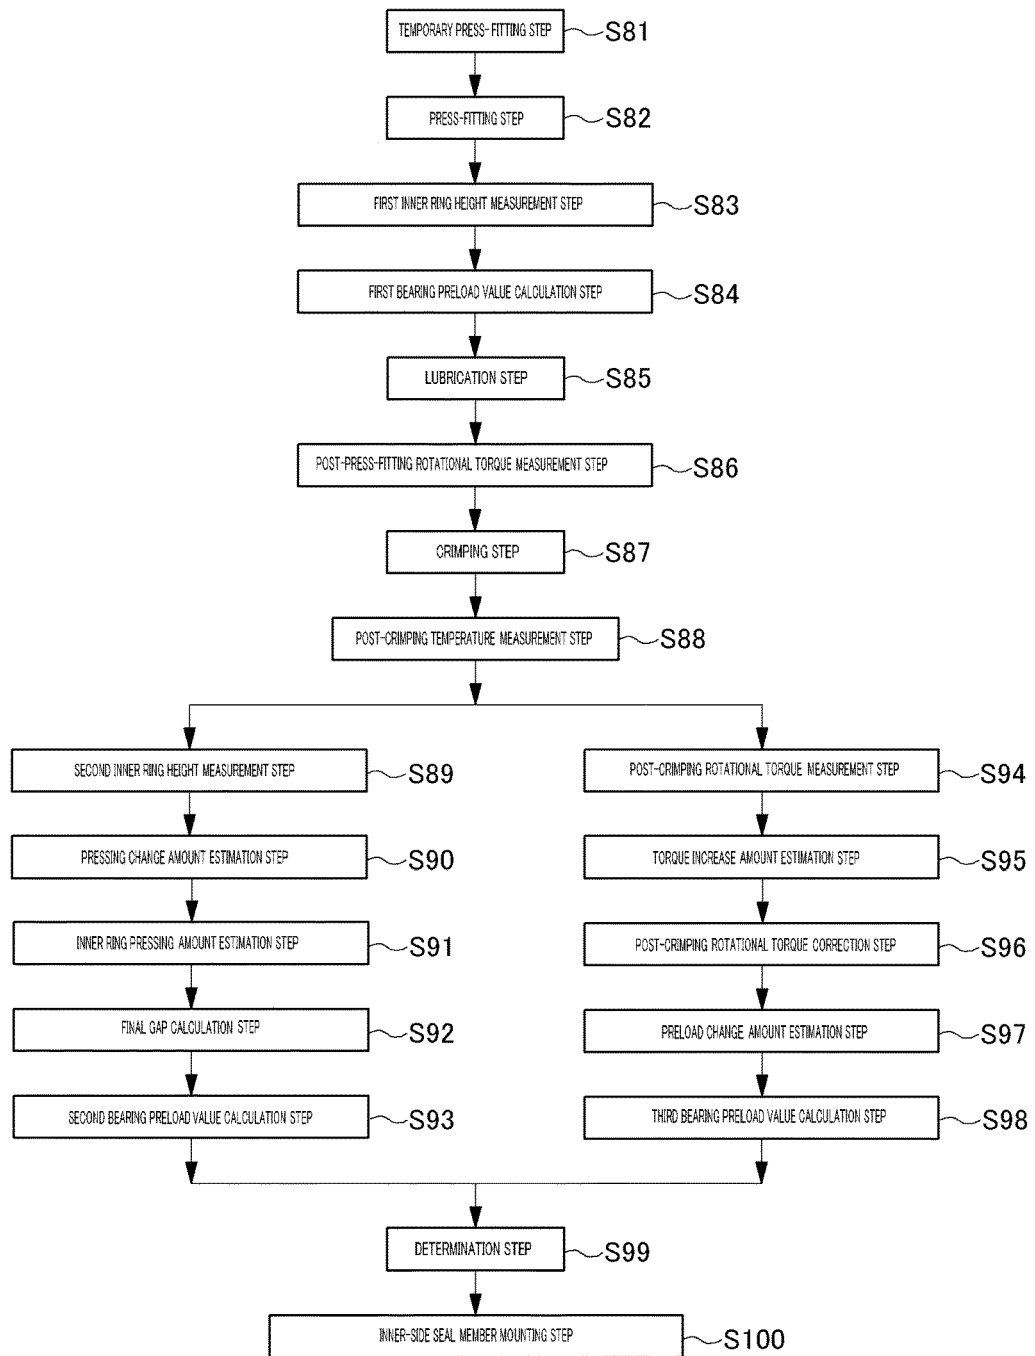 TEMPORARY PRESS-FITTING STEP S81
PRESS-FITTING STEP S82
FIRST INNER RING HEIGHT MEASUREMENT STEP S83
FIRST BEARING PRELOAD VALUE CALCULATION STEP S84
LUBRICATION STEP S85
POST-PRESS-FITTING ROTATIONAL TORQUE MEASUREMENT STEP S86
CRIMPING STEP S87
POST-CRIMPING TEMPERATURE MEASUREMENT STEP S88
SECOND INNER RING HEIGHT MEASUREMENT STEP S89
PRESSING CHANGE AMOUNT ESTIMATION STEP S90
INNER RING PRESSING AMOUNT ESTIMATION STEP S91
FINAL GAP CALCULATION STEP S92
SECOND BEARING PRELOAD VALUE CALCULATION STEP S93
POST-CRIMPING ROTATIONAL TORQUE MEASUREMENT STEP S94
TORQUE INCREASE AMOUNT ESTIMATION STEP S95
POST-CRIMPING ROTATIONAL TORQUE CORRECTION STEP S96
PRELOAD CHANGE AMOUNT ESTIMATION STEP S97
THIRD BEARING PRELOAD VALUE CALCULATION STEP S98
DETERMINATION STEP S99
INNER-SIDE SEAL MEMBER MOUNTING STEP S100